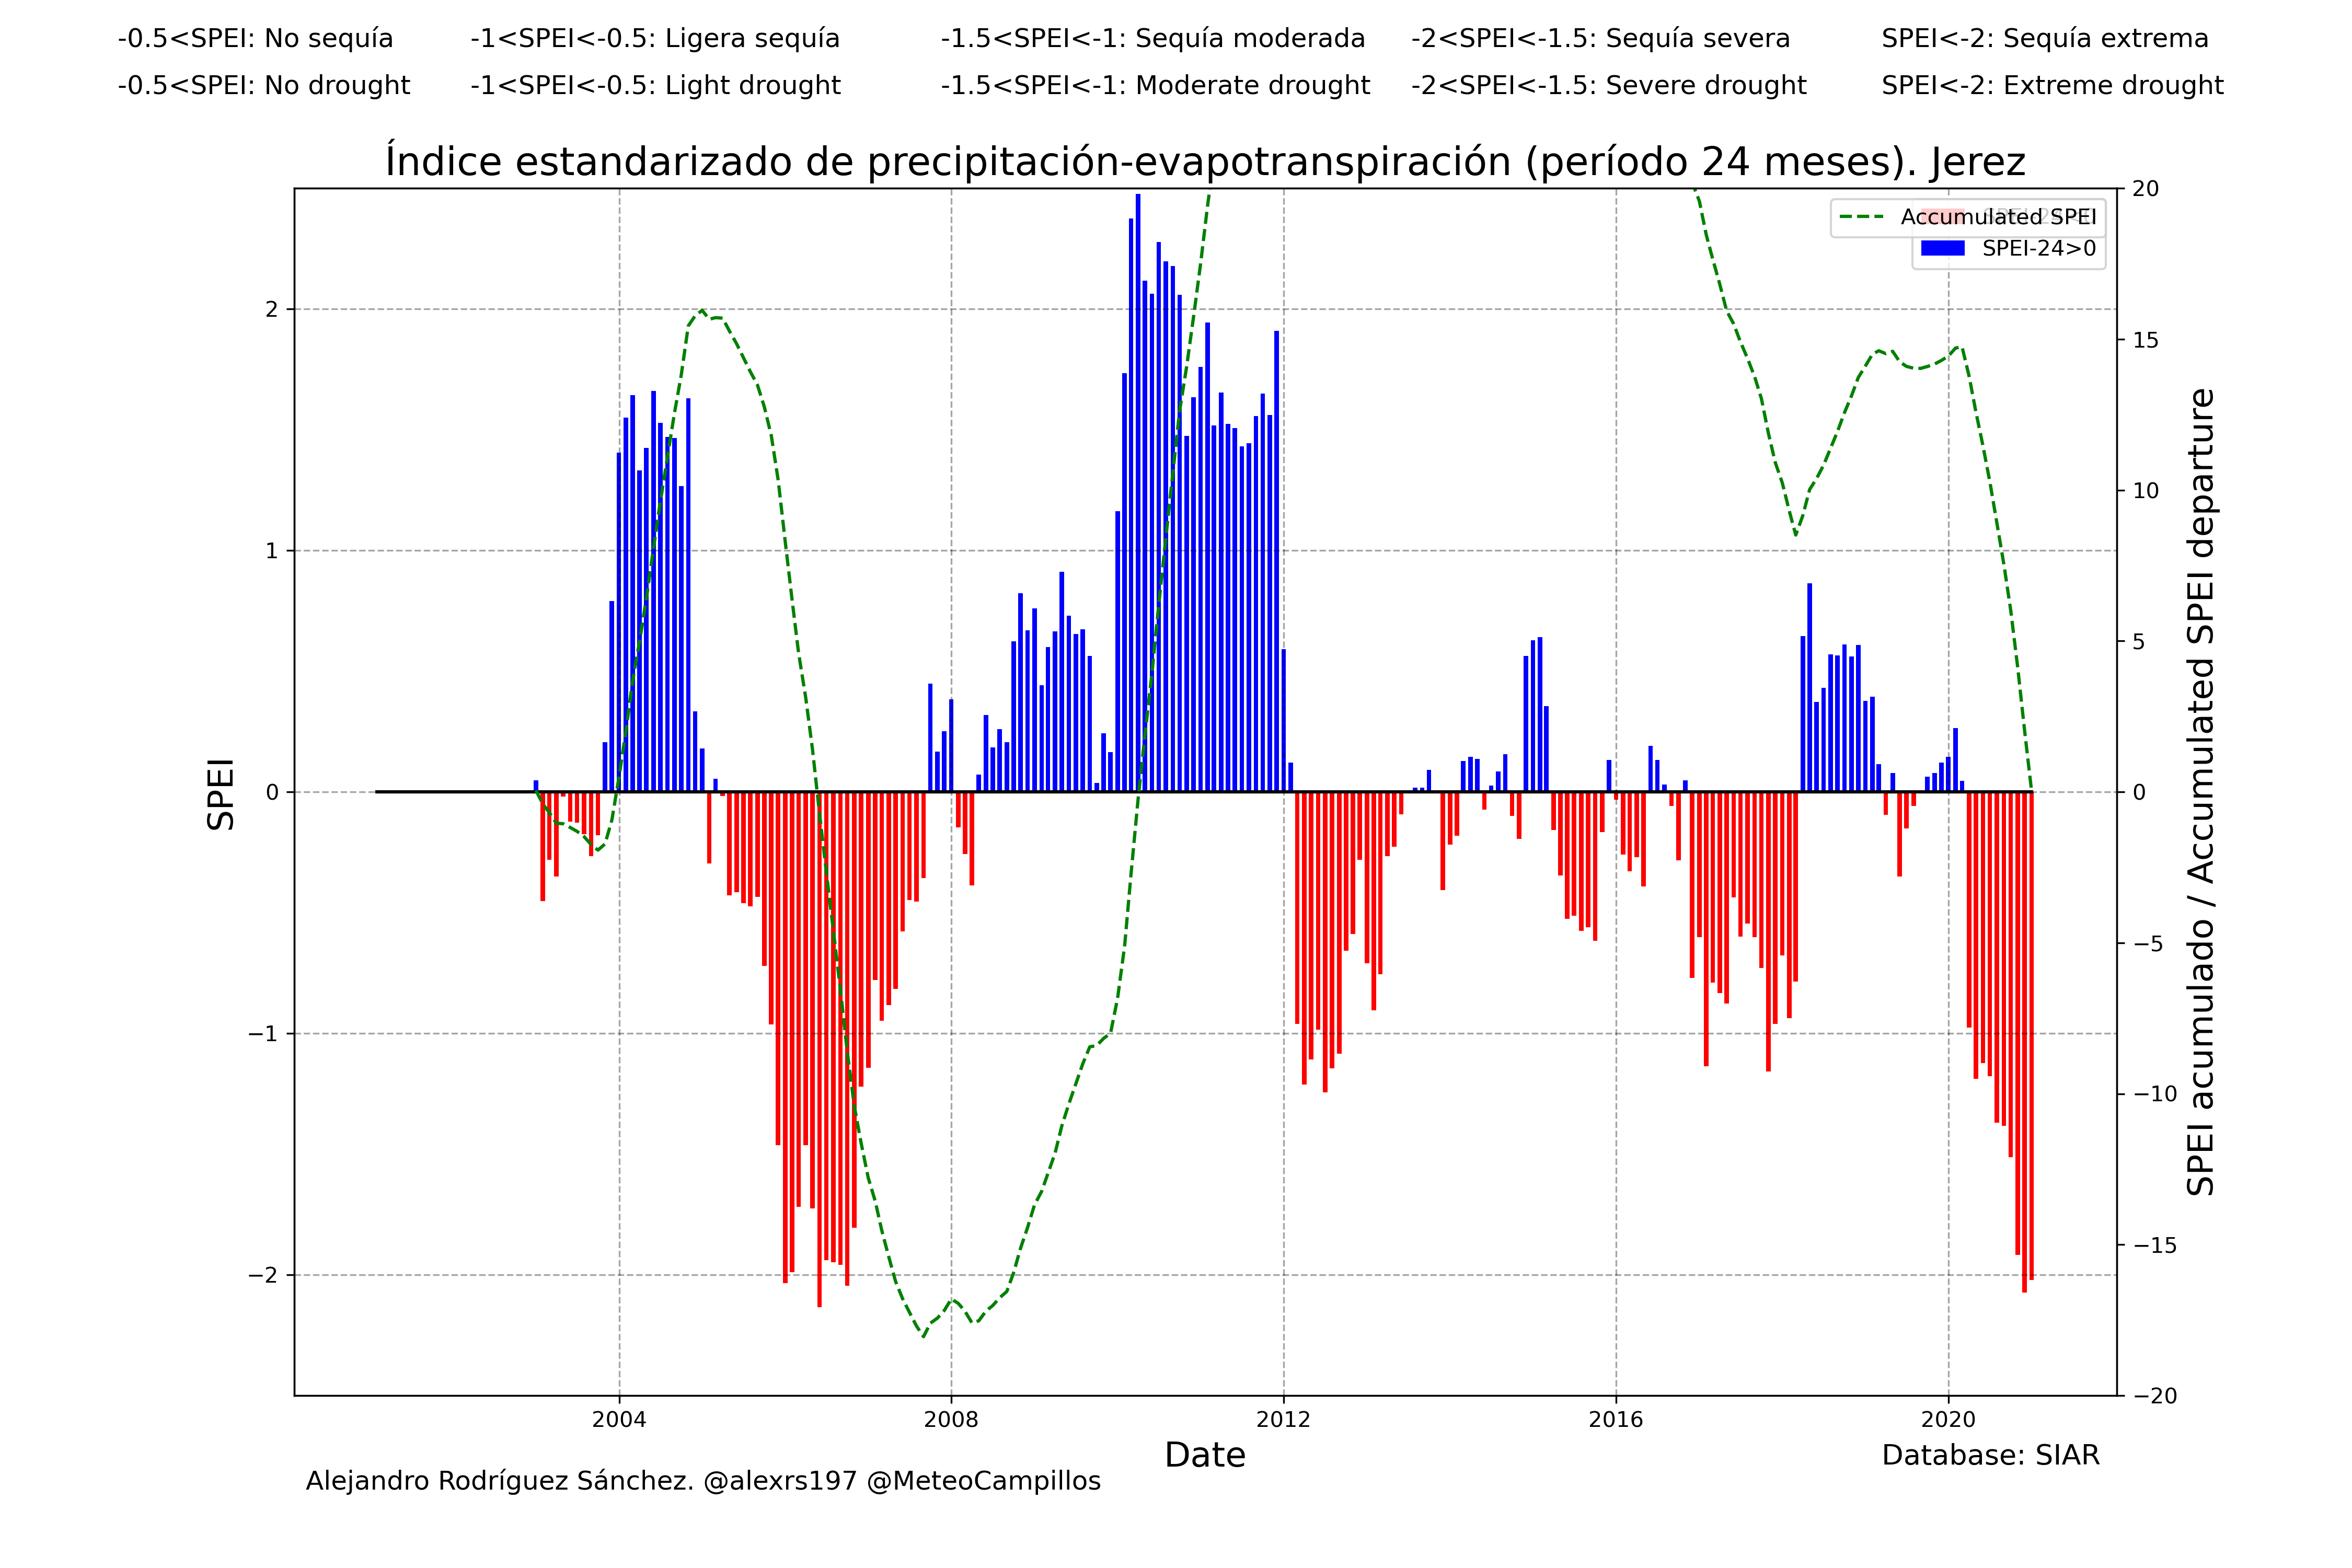 -0.5<SPEI: No sequía -1<SPEI<-0.5: Ligera sequía -1.5<SPEI<-1: Sequía moderada -2<SPEI<-1.5: Sequía severa SPEI<-2: Sequía extrema
-0.5<SPEI: No drought -1<SPEI<-0.5: Light drought -1.5<SPEI<-1: Moderate drought -2<SPEI<-1.5: Severe drought SPEI<-2: Extreme drought
Índice estandarizado de precipitación-evapotranspiración (período 24 meses). Jerez
Accumulated SPEI
SPEI-24>0
SPEI
2
1
0
−1
−2
20
15
10
5
0
−5
−10
−15
−20
SPEI acumulado / Accumulated SPEI departure
2004 2008 2012 2016 2020
Date
Database: SIAR
Alejandro Rodríguez Sánchez. @alexrs197 @MeteoCampillos